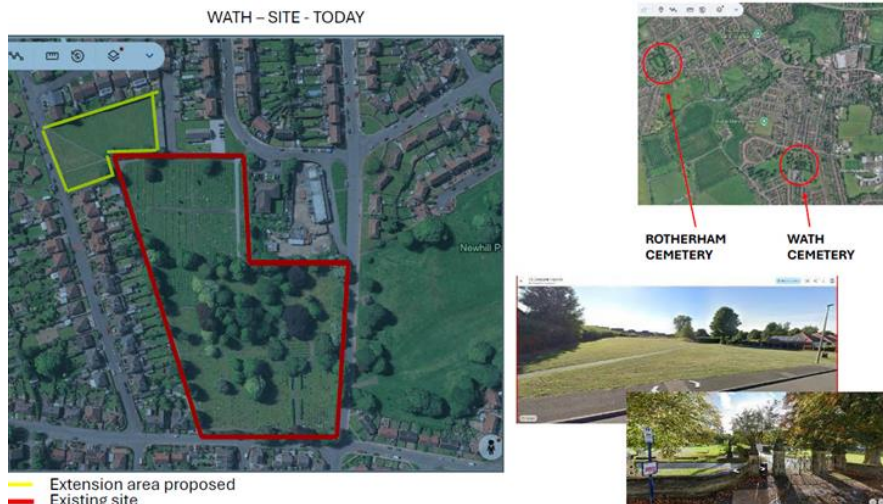 WATH – SITE - TODAY
Newhill P
Extension area proposed
Existing site
ROTHERHAM
CEMETERY
WATH
CEMETERY